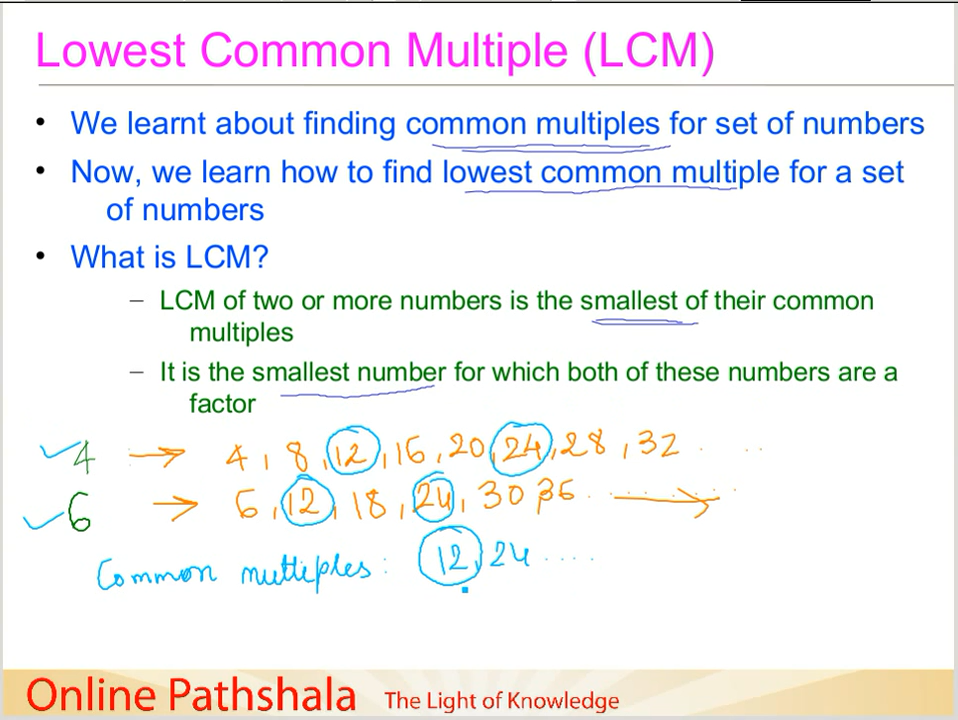 Lowest Common Multiple (LCM)
• We learnt about finding common multiples for set of numbers
• Now, we learn how to find lowest common multiple for a set
of numbers
• What is LCM?
– LCM of two or more numbers is the smallest of their common
multiples
– It is the smallest number for which both of these numbers are a
factor
4 → 4, 8, 12, 16, 20, 24, 28, 32 ....
6 → 6, 12, 18, 24, 30 36 ......
Common multiples: 12, 24 ....
Online Pathshala The Light of Knowledge